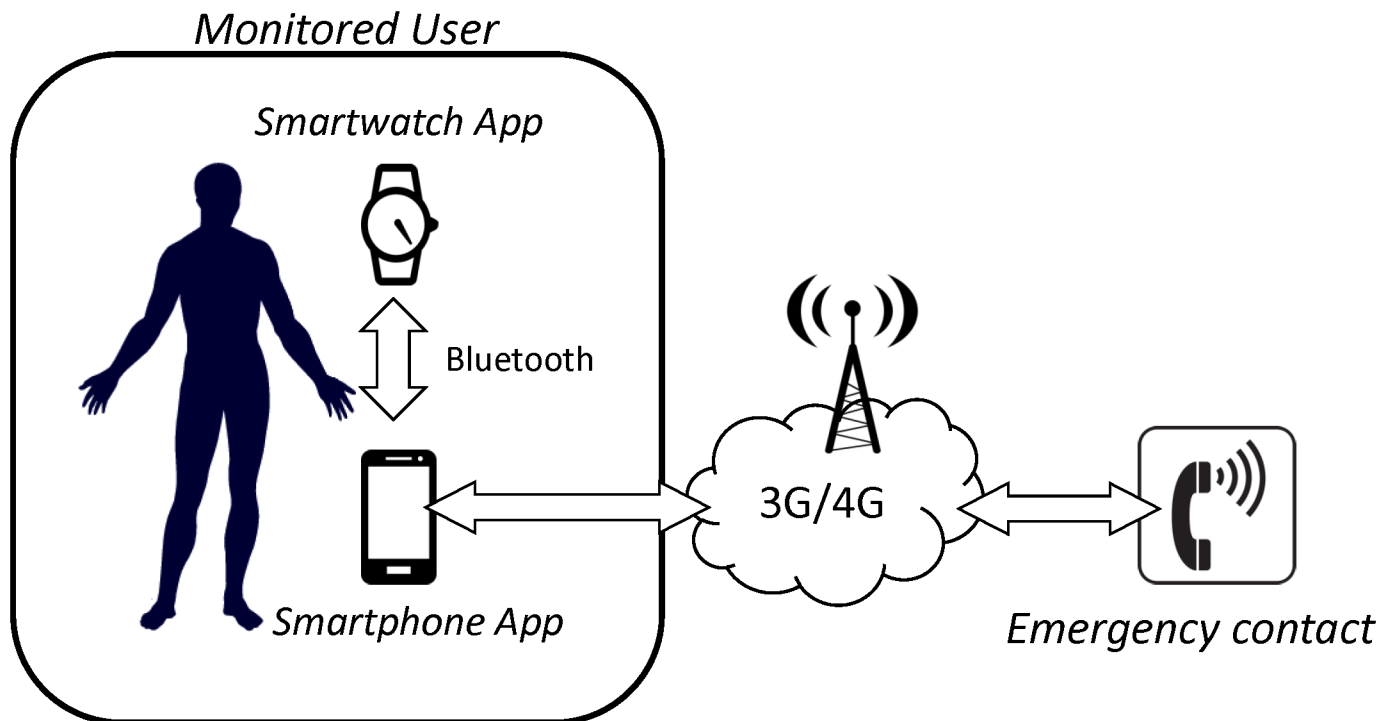 Monitored User
Smartwatch App
Bluetooth
3G/4G
Smartphone App
Emergency contact